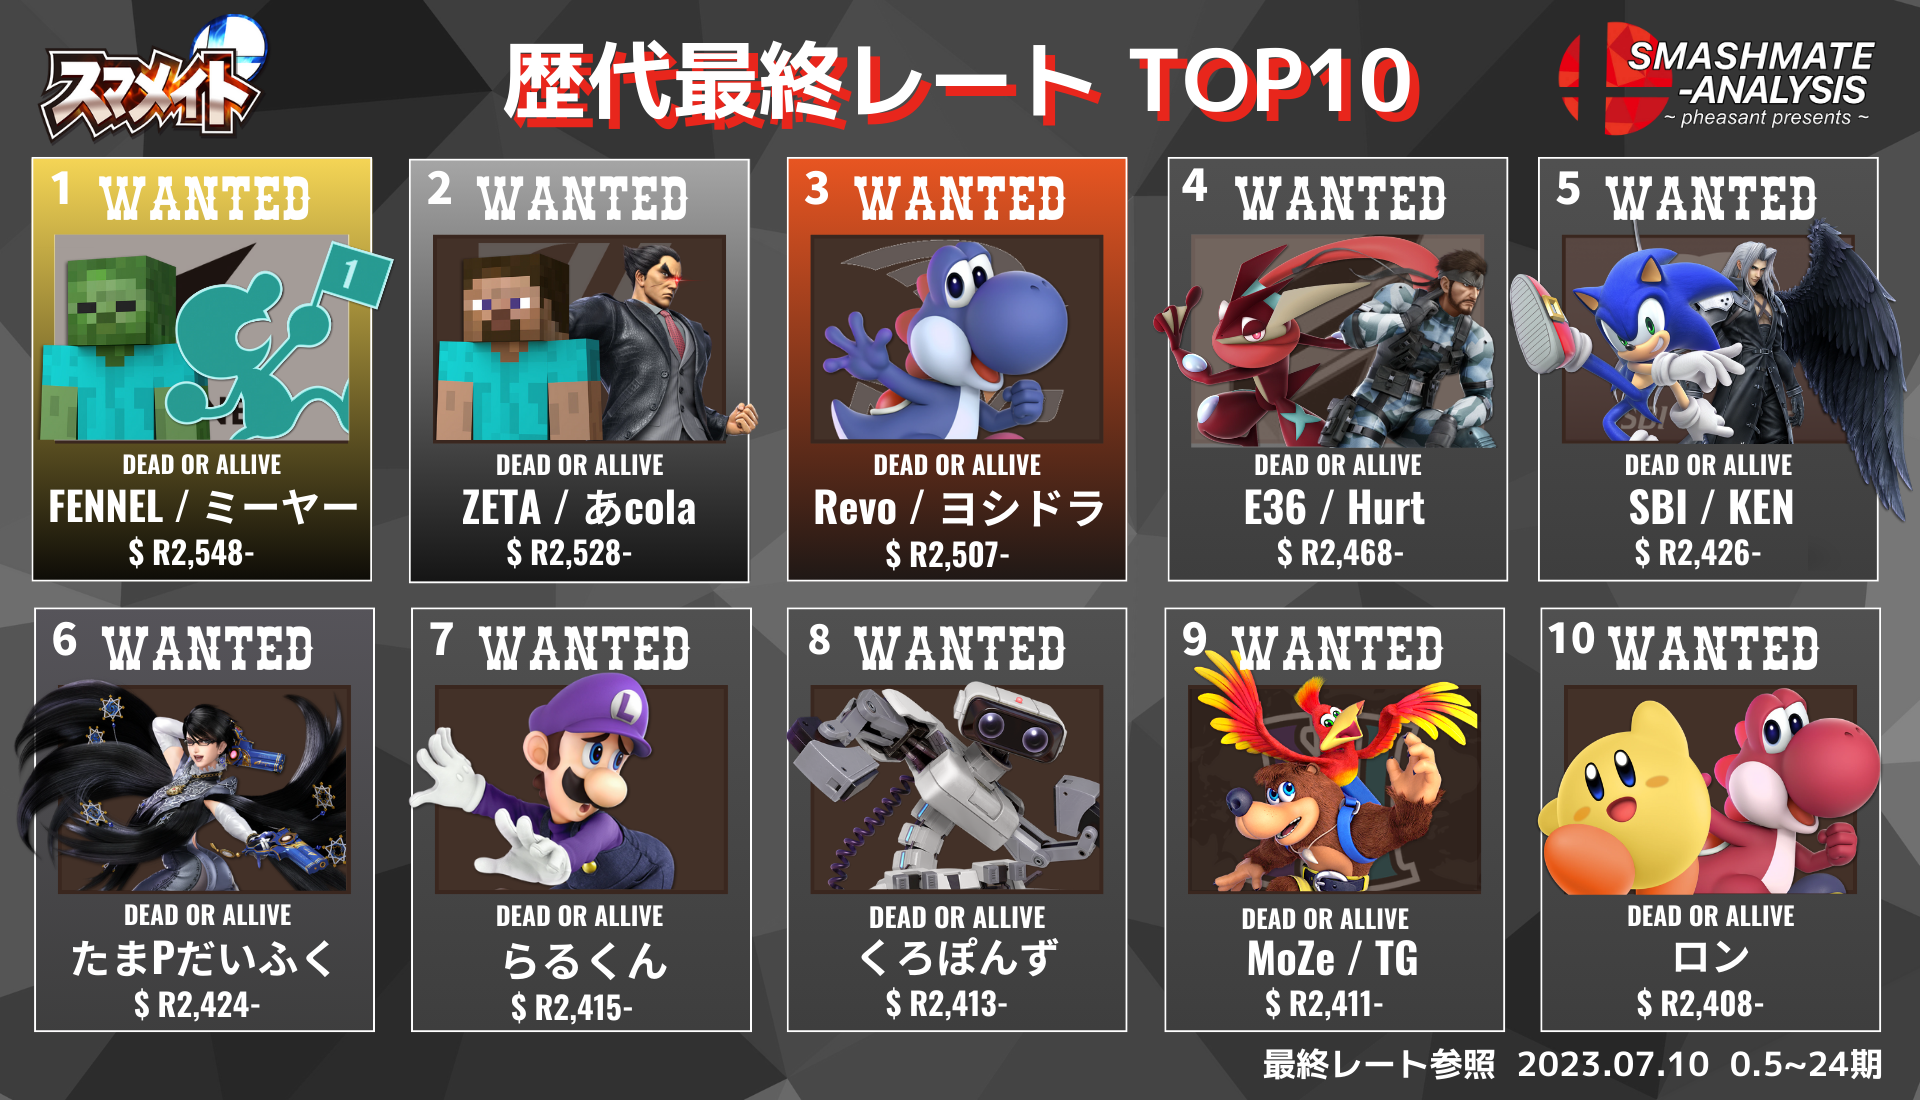 スマメイト
歴代最終レート TOP10
SMASHMATE
-ANALYSIS
~ pheasant presents ~
1 WANTED
1
DEAD OR ALLIVE
FENNEL / ミーヤー
$ R2,548-
2 WANTED
DEAD OR ALLIVE
ZETA / あcola
$ R2,528-
3 WANTED
DEAD OR ALLIVE
Revo / ヨシドラ
$ R2,507-
4 WANTED
DEAD OR ALLIVE
E36 / Hurt
$ R2,468-
5 WANTED
SBI
DEAD OR ALLIVE
SBI / KEN
$ R2,426-
6 WANTED
DEAD OR ALLIVE
たまPだいふく
$ R2,424-
7 WANTED
L
DEAD OR ALLIVE
らるくん
$ R2,415-
8 WANTED
DEAD OR ALLIVE
くろぽんず
$ R2,413-
9 WANTED
DEAD OR ALLIVE
MoZe / TG
$ R2,411-
10 WANTED
DEAD OR ALLIVE
ロン
$ R2,408-
最終レート参照 2023.07.10 0.5~24期